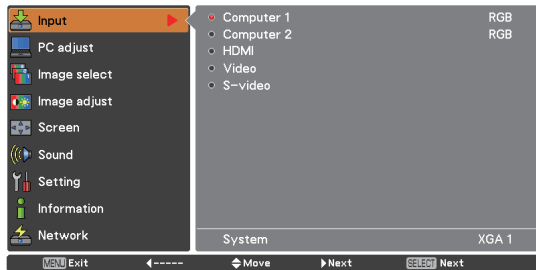 Input
PC adjust
Image select
Image adjust
Screen
Sound
Setting
Information
Network
Computer 1 RGB
Computer 2 RGB
HDMI
Video
S-video
System XGA 1
MENU Exit ◀----- Move Next SELECT Next